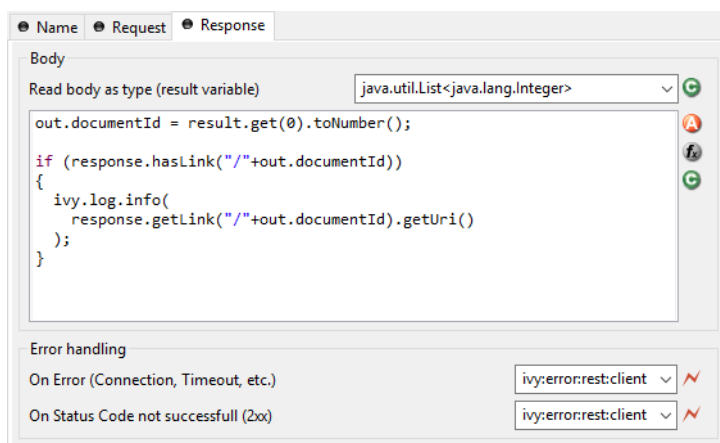 Name Request Response
Body
Read body as type (result variable) java.util.List<java.lang.Integer>
out.documentId = result.get(0).toNumber();
if (response.hasLink("/"+out.documentId))
{
ivy.log.info(
response.getLink("/"+out.documentId).getUri()
);
}
A
fx
C
C
Error handling
On Error (Connection, Timeout, etc.) ivy:error:rest:client
On Status Code not successfull (2xx) ivy:error:rest:client